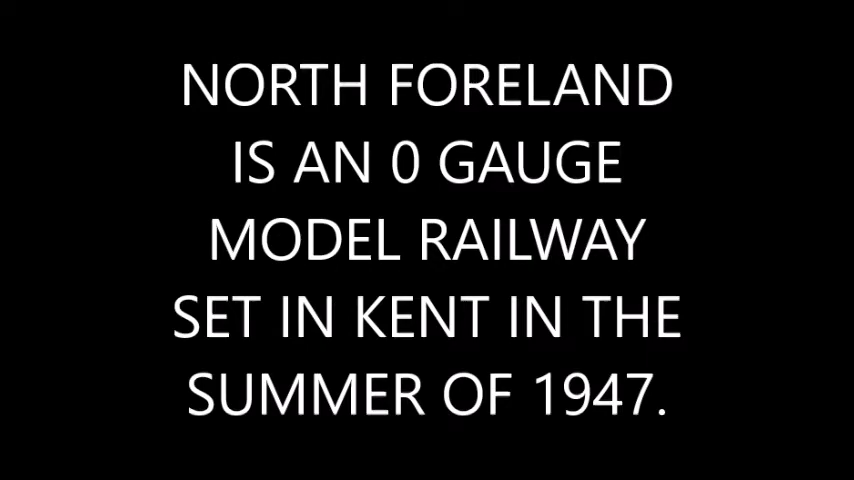 NORTH FORELAND
IS AN 0 GAUGE
MODEL RAILWAY
SET IN KENT IN THE
SUMMER OF 1947.